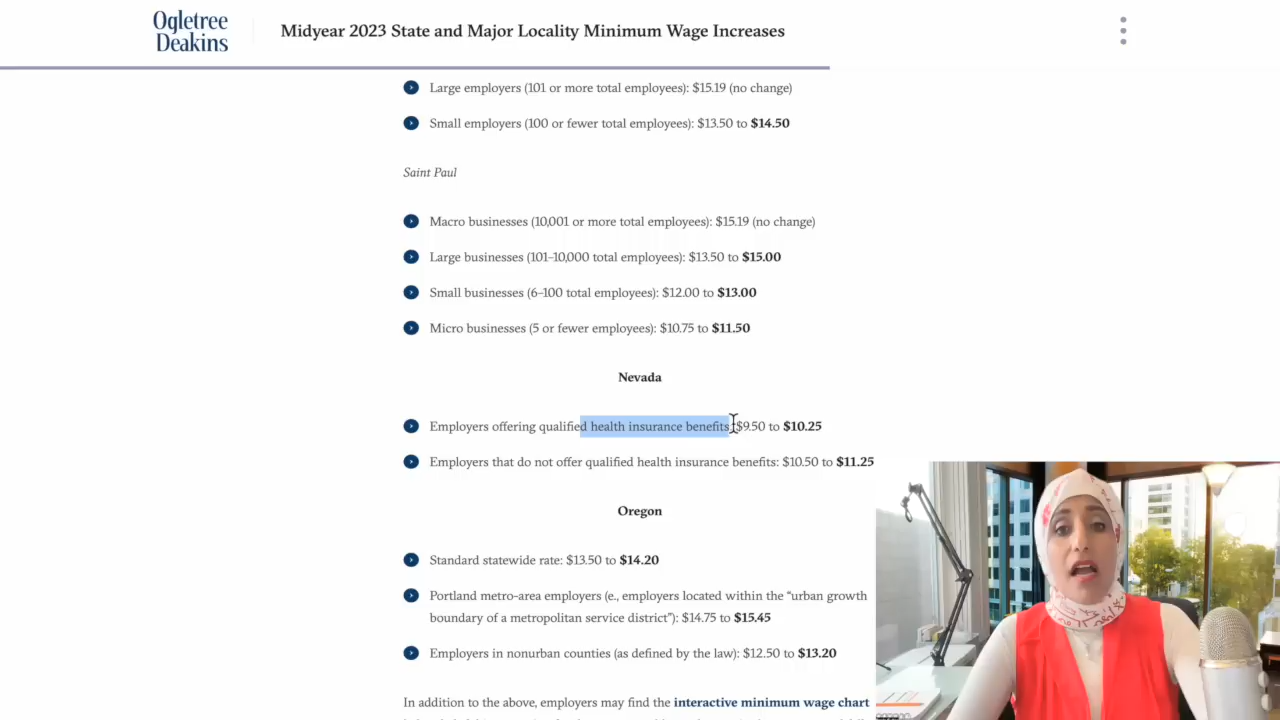 Ogletree
Deakins
Midyear 2023 State and Major Locality Minimum Wage Increases
Large employers (101 or more total employees): $15.19 (no change)
Small employers (100 or fewer total employees): $13.50 to $14.50
Saint Paul
Macro businesses (10,001 or more total employees): $15.19 (no change)
Large businesses (101–10,000 total employees): $13.50 to $15.00
Small businesses (6–100 total employees): $12.00 to $13.00
Micro businesses (5 or fewer employees): $10.75 to $11.50
Nevada
Employers offering qualified health insurance benefits: $9.50 to $10.25
Employers that do not offer qualified health insurance benefits: $10.50 to $11.25
Oregon
Standard statewide rate: $13.50 to $14.20
Portland metro-area employers (e., employers located within the “urban growth
boundary of a metropolitan service district”): $14.75 to $15.45
Employers in nonurban counties (as defined by the law): $12.50 to $13.20
In addition to the above, employers may find the interactive minimum wage chart